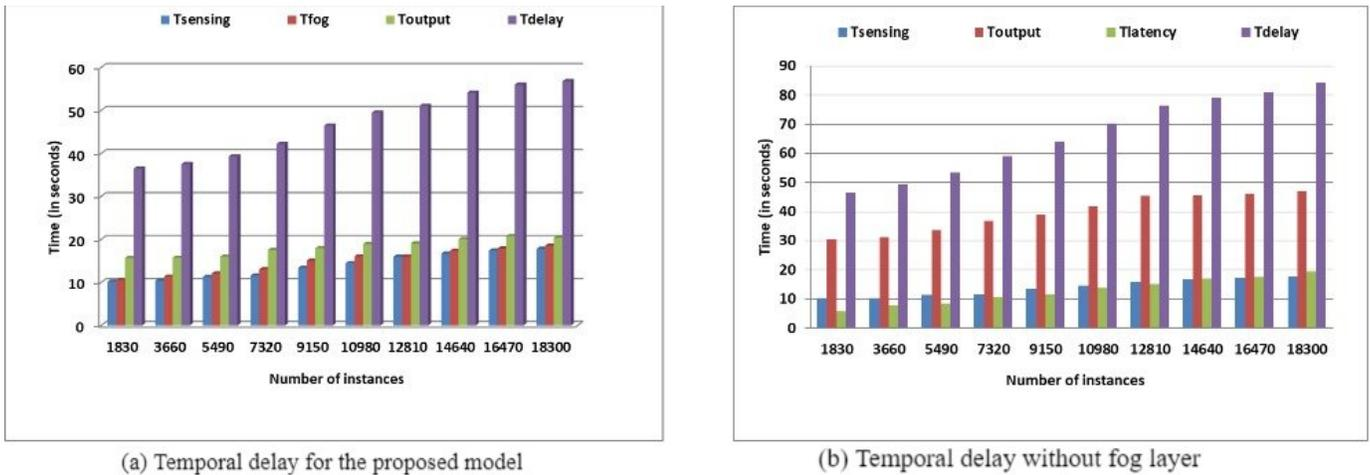 Tsensing Tfog Toutput Tdelay
60
50
40
30
20
10
0
Time (in seconds)
1830 3660 5490 7320 9150 10980 12810 14640 16470 18300
Number of instances
(a) Temporal delay for the proposed model
Tsensing Toutput Tlatency Tdelay
90
80
70
60
50
40
30
20
10
0
Time (in seconds)
1830 3660 5490 7320 9150 10980 12810 14640 16470 18300
Number of instances
(b) Temporal delay without fog layer